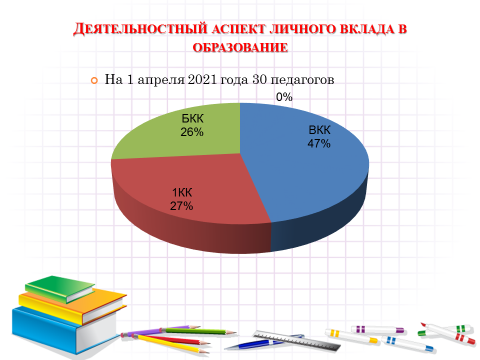 ДЕЯТЕЛЬНОСТНЫЙ АСПЕКТ ЛИЧНОГО ВКЛАДА В
ОБРАЗОВАНИЕ
На 1 апреля 2021 года 30 педагогов
0%
БКК
26%
ВКК
47%
1КК
27%